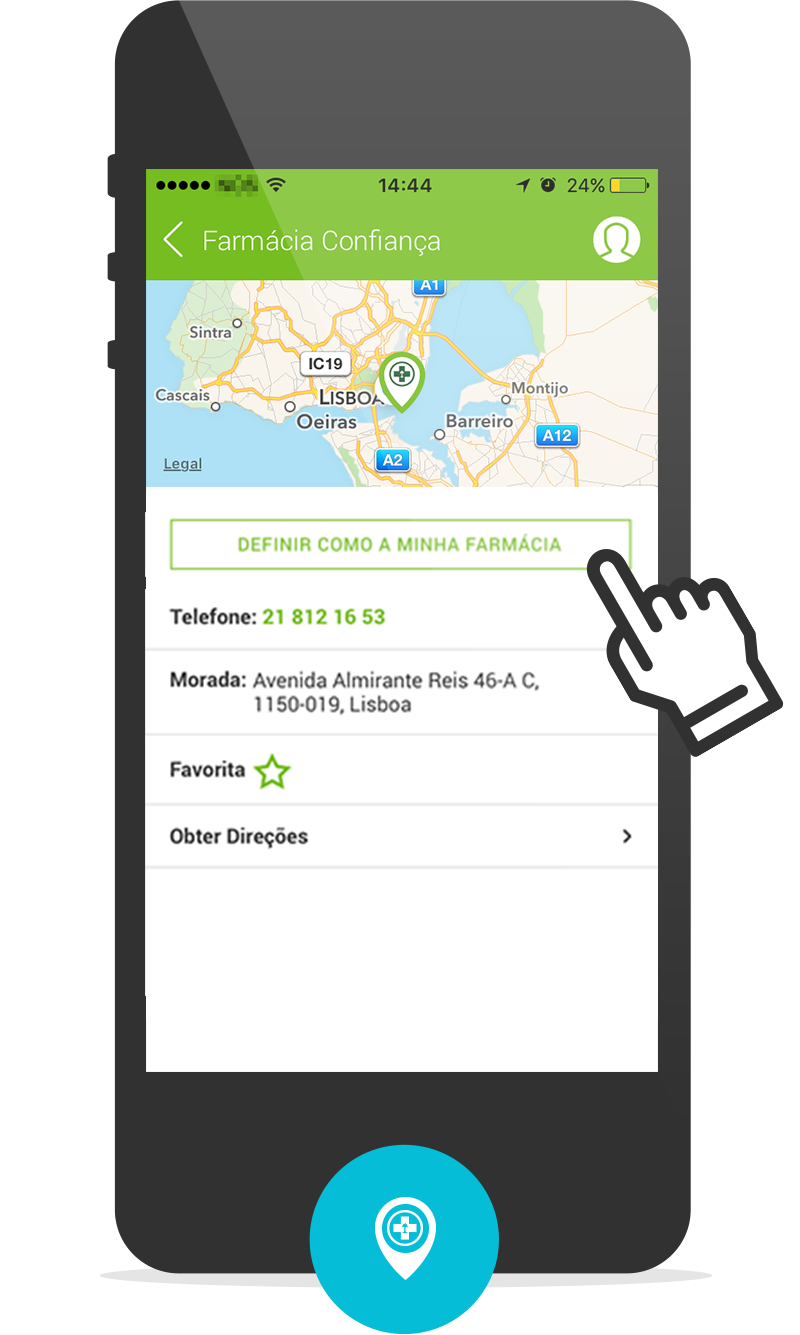 14:44
24%
Farmácia Confiança
A1
Sintra
IC19
Montijo
Cascais
LISBOA
Oeiras
Barreiro
A12
A2
Legal
DEFINIR COMO A MINHA FARMÁCIA
Telefone: 21 812 16 53
Morada: Avenida Almirante Reis 46-A C,
1150-019, Lisboa
Favorita
Obter Direções